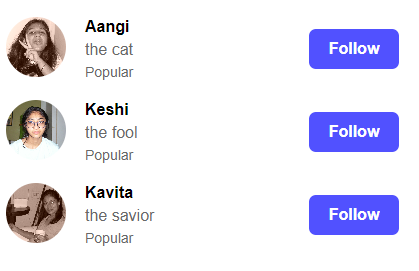 Aangi
the cat
Popular
Follow
Keshi
the fool
Popular
Follow
Kavita
the savior
Popular
Follow